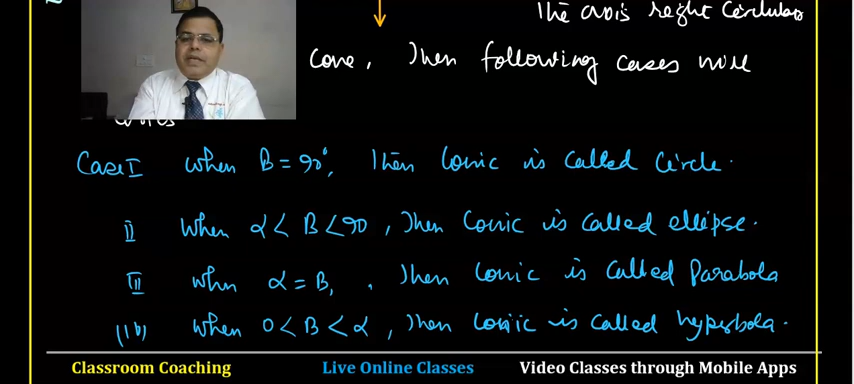 The axis right circular
cone, Then following cases will
Case I when B = 90°, Then Conic is called Circle.
II when α < B < 90, Then Conic is called ellipse.
III when α = B, , Then Conic is called Parabola
(IV) when 0 < B < α, Then Conic is called hyperbola.
Classroom Coaching Live Online Classes Video Classes through Mobile Apps